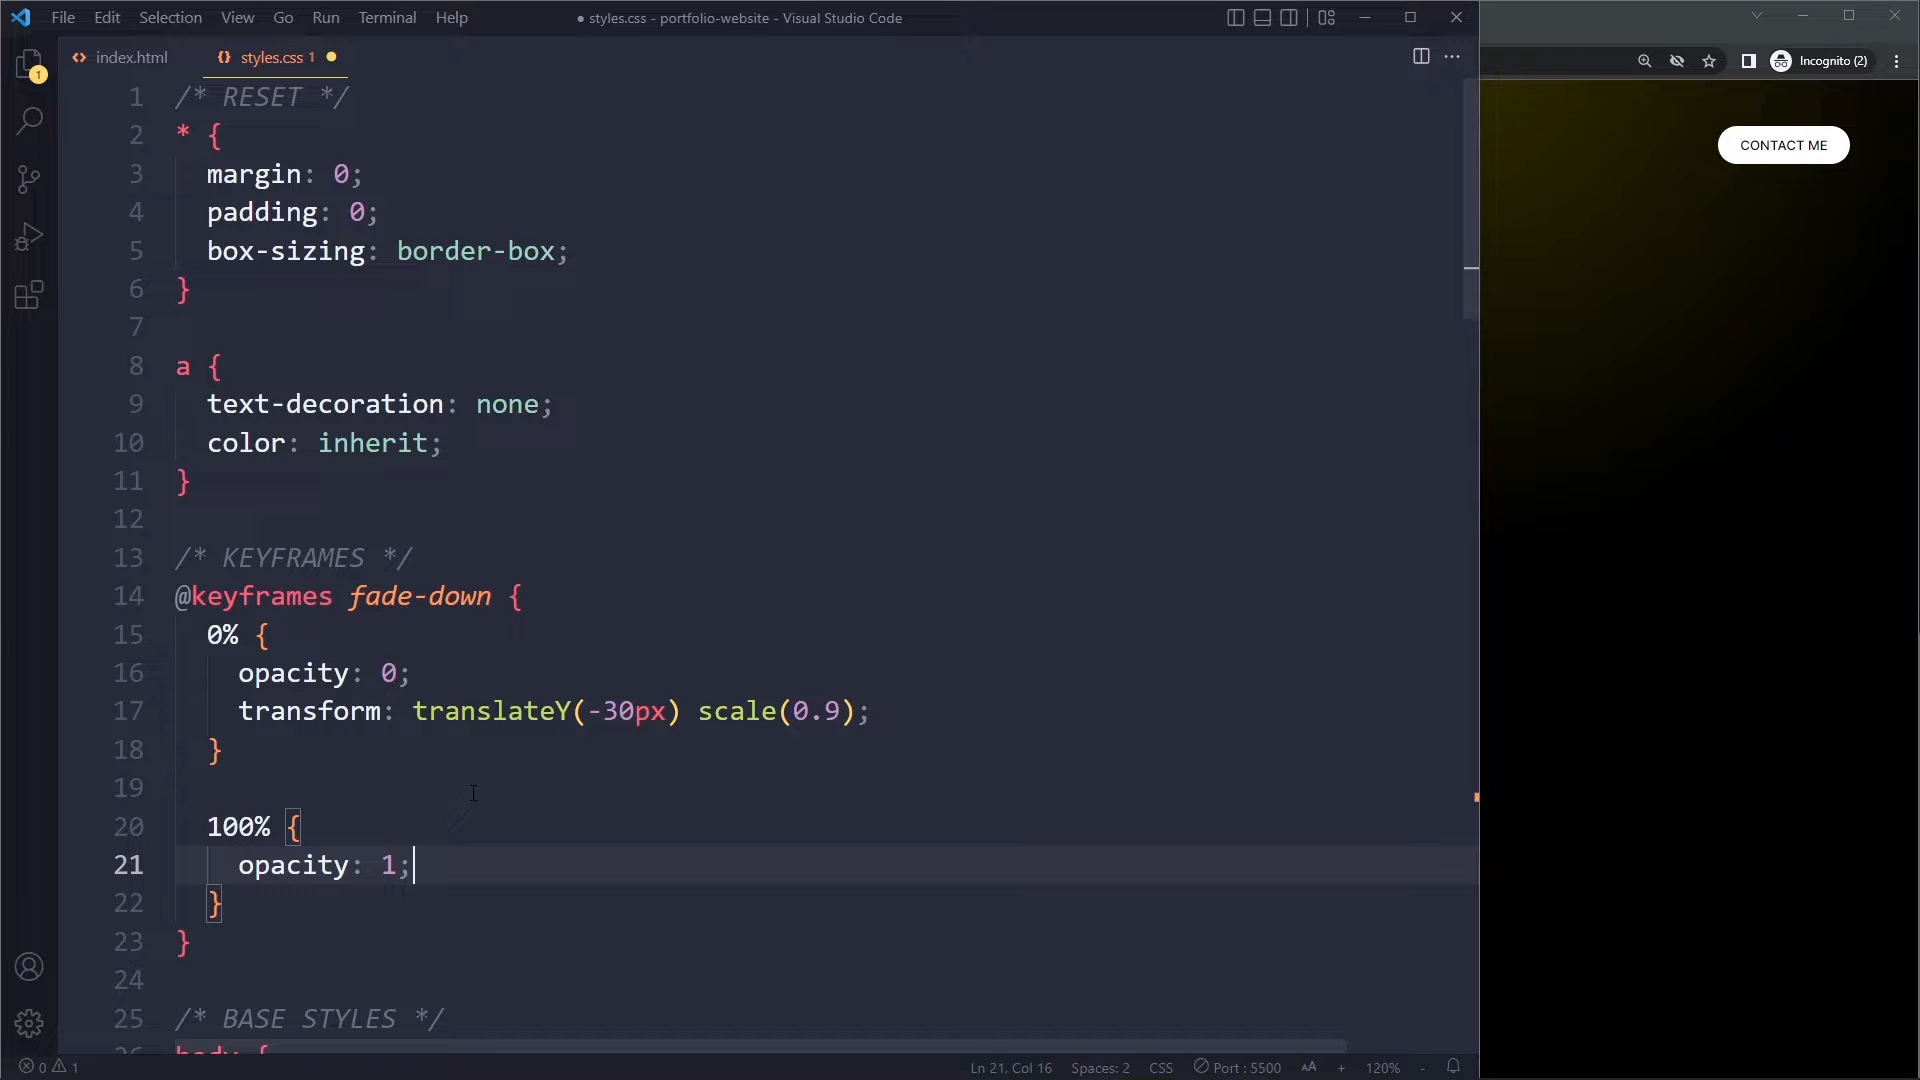 File Edit Selection View Go Run Terminal Help
● styles.css - portfolio-website - Visual Studio Code
index.html
{} styles.css 1
Incognito (2)
1
CONTACT ME
1 /* RESET */
2 * {
3 margin: 0;
4 padding: 0;
5 box-sizing: border-box;
6 }
7
8 a {
9 text-decoration: none;
10 color: inherit;
11 }
12
13 /* KEYFRAMES */
14 @keyframes fade-down {
15 0% {
16 opacity: 0;
17 transform: translateY(-30px) scale(0.9);
18 }
19
20 100% {
21 opacity: 1;
22 }
23 }
24
25 /* BASE STYLES */
26 body {
0 1
Ln 21, Col 16 Spaces: 2 CSS Port : 5500 AA + 120% -